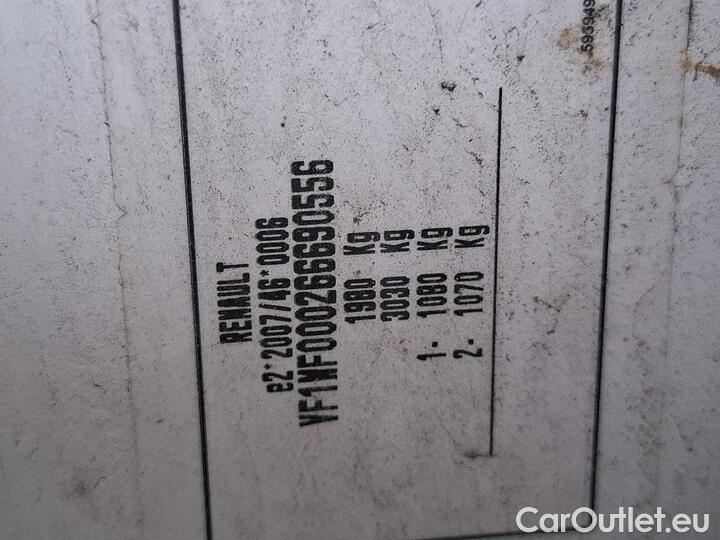 RENAULT
e2*2007/46*0006
VF1MF000266690556
1980 Kg
3030 Kg
1- 1080 Kg
2- 1070 Kg
CarOutlet.eu